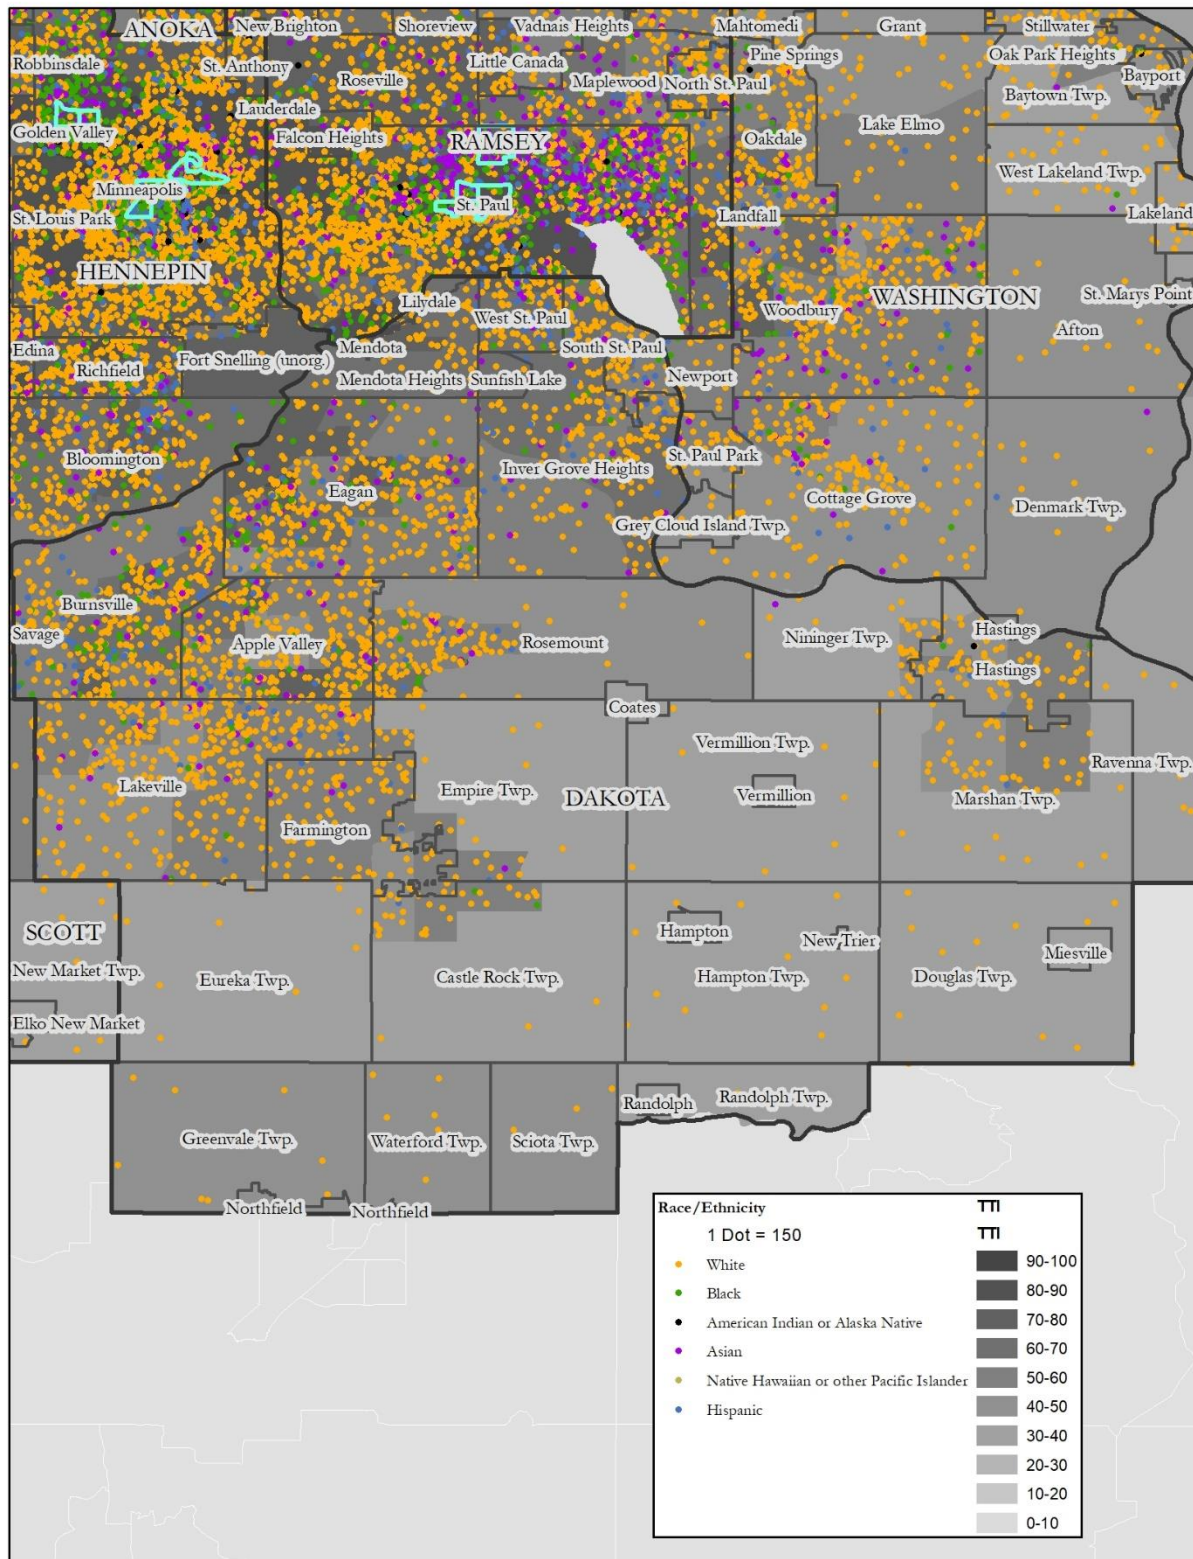 ANOKA
New Brighton
Shoreview
Vadnais Heights
Mahtomedi
Grant
Stillwater
Robbinsdale
St. Anthony
Roseville
Little Canada
Maplewood
North St. Paul
Pine Springs
Oak Park Heights
Bayport
Baytown Twp.
Golden Valley
Lauderdale
Falcon Heights
RAMSEY
Oakdale
Lake Elmo
Minneapolis
St. Paul
West Lakeland Twp.
St. Louis Park
Landfall
Lakeland
HENNEPIN
Lilydale
West St. Paul
Woodbury
WASHINGTON
St. Marys Point
Afton
Edina
Richfield
Fort Snelling (unorg.)
Mendota
South St. Paul
Mendota Heights
Sunfish Lake
Newport
Bloomington
Eagan
Inver Grove Heights
St. Paul Park
Cottage Grove
Grey Cloud Island Twp.
Denmark Twp.
Burnsville
Savage
Apple Valley
Rosemount
Nininger Twp.
Hastings
Hastings
Coates
Lakeville
Empire Twp.
Vermillion Twp.
Ravenna Twp.
DAKOTA
Vermillion
Marshan Twp.
Farmington
SCOTT
Hampton
New Trier
Miesville
New Market Twp.
Eureka Twp.
Castle Rock Twp.
Hampton Twp.
Douglas Twp.
Elko New Market
Randolph
Randolph Twp.
Greenvale Twp.
Waterford Twp.
Sciota Twp.
Northfield
Northfield
Race/Ethnicity
1 Dot = 150
White
Black
American Indian or Alaska Native
Asian
Native Hawaiian or other Pacific Islander
Hispanic
TTI
TTI
90-100
80-90
70-80
60-70
50-60
40-50
30-40
20-30
10-20
0-10